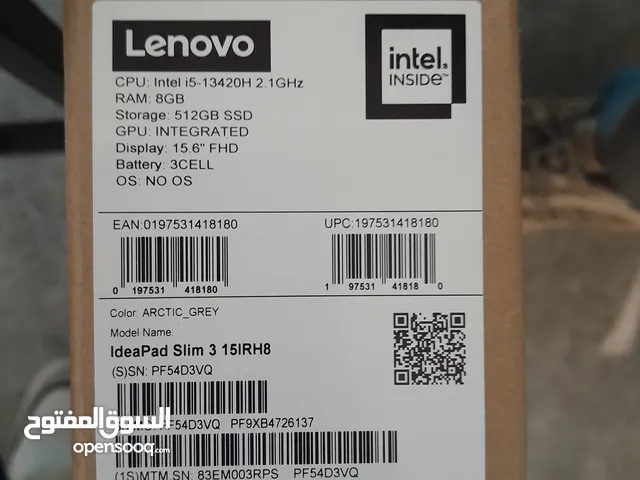 Lenovo
intel.
INSIDE™
CPU: Intel i5-13420H 2.1GHz
RAM: 8GB
Storage: 512GB SSD
GPU: INTEGRATED
Display: 15.6" FHD
Battery: 3CELL
OS: NO OS
EAN:0197531418180
UPC:197531418180
0 197531 418180
1 97531 41818 0
Color: ARCTIC_GREY
Model Name:
IdeaPad Slim 3 15IRH8
(S)SN: PF54D3VQ
PF54D3VQ PF9XB4726137
السوق المفتوح
opensooq.com
(1S)MTM,SN: 83EM003RPS PF54D3VQ